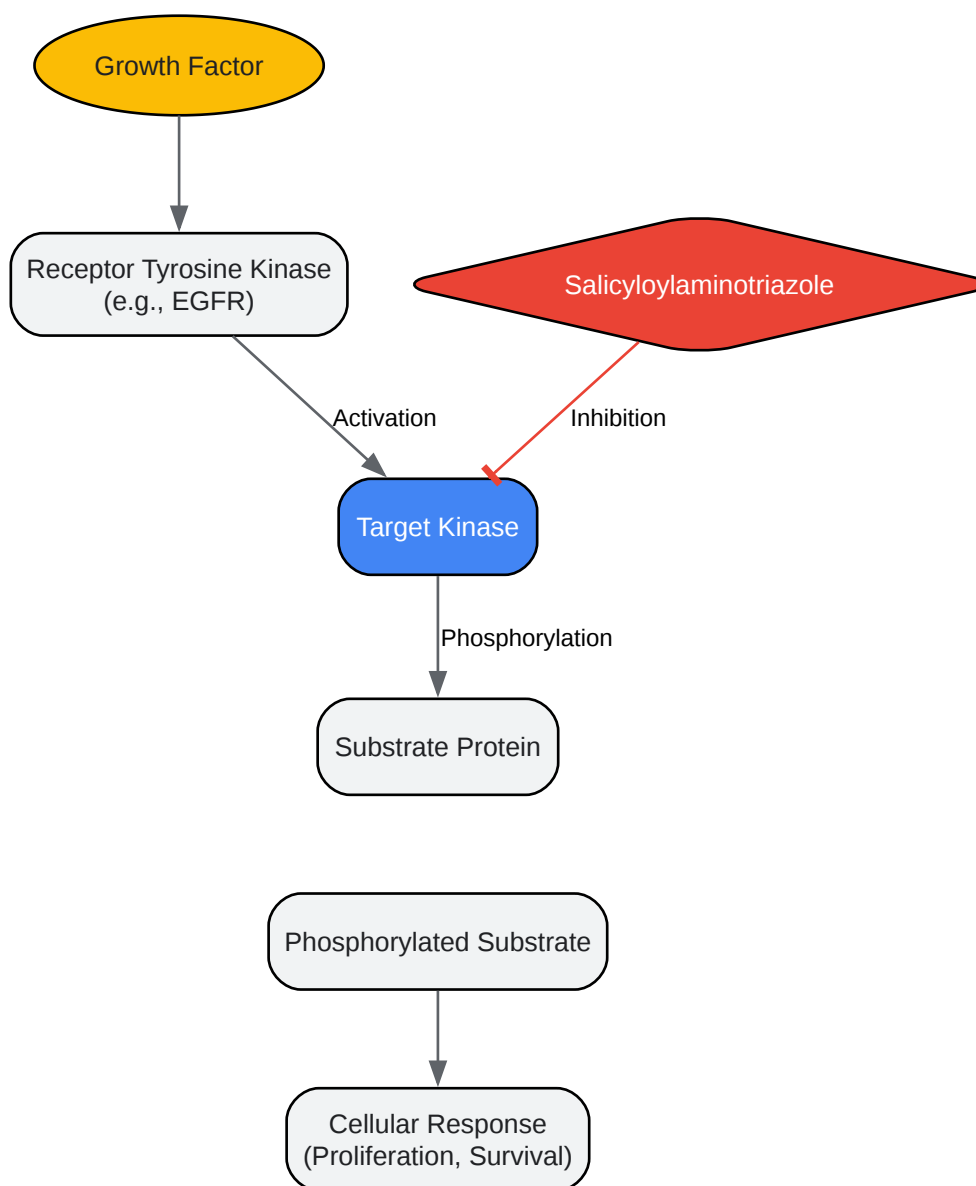 Growth Factor
Receptor Tyrosine Kinase
(e.g., EGFR)
Salicyloylaminotriazole
Activation
Inhibition
Target Kinase
Phosphorylation
Substrate Protein
Phosphorylated Substrate
Cellular Response
(Proliferation, Survival)